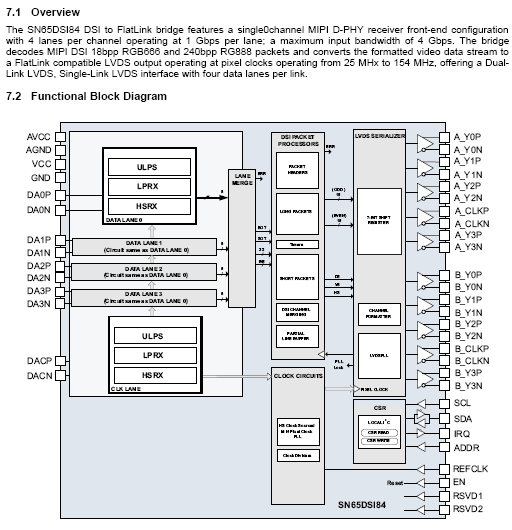 7.1 Overview
The SN65DSI84 DSI to FlatLink bridge features a single0channel MIPI D-PHY receiver front-end configuration
with 4 lanes per channel operating at 1 Gbps per lane; a maximum input bandwidth of 4 Gbps. The bridge
decodes MIPI DSI 18bpp RGB666 and 240bpp RG888 packets and converts the formatted video data stream to
a FlatLink compatible LVDS output operating at pixel clocks operating from 25 MHx to 154 MHz, offering a Dual-
Link LVDS, Single-Link LVDS interface with four data lanes per link.
7.2 Functional Block Diagram
AVCC
AGND
VCC
GND
DA0P
DA0N
DA1P
DA1N
DA2P
DA2N
DA3P
DA3N
DACP
DACN
ULPS
LPRX
HSRX
DATA LANE 0
DATA LANE 1
(Circuit same as DATA LANE 0)
DATA LANE 2
(Circuit same as DATA LANE 0)
DATA LANE 3
(Circuit same as DATA LANE 0)
ULPS
LPRX
HSRX
CLK LANE
8
8
8
8
LANE
MERGE
ERR
SOT
EOT
DSI PACKET
PROCESSORS
PACKET
HEADERS
LONG PACKETS
Timers
SHORT PACKETS
DSI CHANNEL
MERGING
PARTIAL
LINE BUFFER
ERR
(ODD)
(EVEN)
DE
VS
HS
PLL
Lock
PIXEL CLOCK
LVDS SERIALIZER
7-BIT SHIFT
REGISTER
CHANNEL
FORMATTER
LVDS PLL
CLOCK CIRCUITS
HS Clock Sourced
M/N Pixel Clock
PLL
Clock Dividers
CSR
LOCAL I²C
CSR READ
CSR WRITE
Reset
SN65DSI84
A_Y0P
A_Y0N
A_Y1P
A_Y1N
A_Y2P
A_Y2N
A_CLKP
A_CLKN
A_Y3P
A_Y3N
B_Y0P
B_Y0N
B_Y1P
B_Y1N
B_Y2P
B_Y2N
B_CLKP
B_CLKN
B_Y3P
B_Y3N
SCL
SDA
IRQ
ADDR
REFCLK
EN
RSVD1
RSVD2